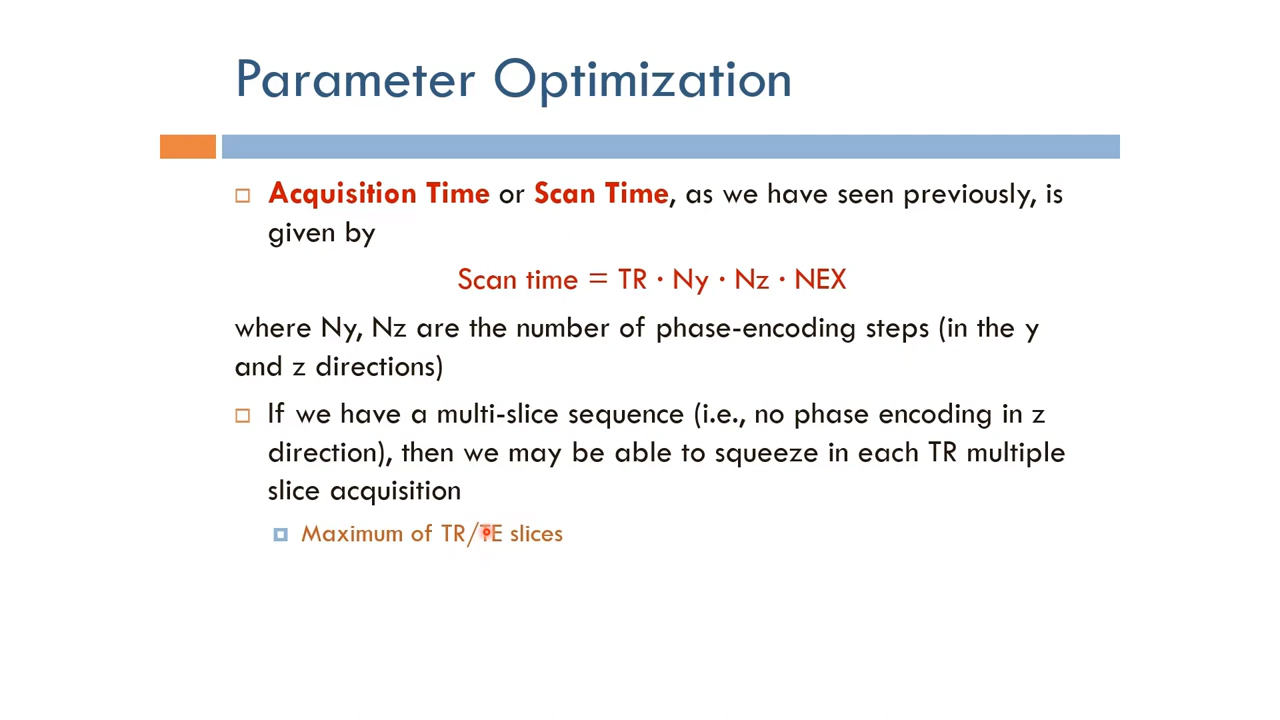 Parameter Optimization
Acquisition Time or Scan Time, as we have seen previously, is
given by
Scan time = TR · Ny · Nz · NEX
where Ny, Nz are the number of phase-encoding steps (in the y
and z directions)
If we have a multi-slice sequence (i.e., no phase encoding in z
direction), then we may be able to squeeze in each TR multiple
slice acquisition
Maximum of TR/TE slices